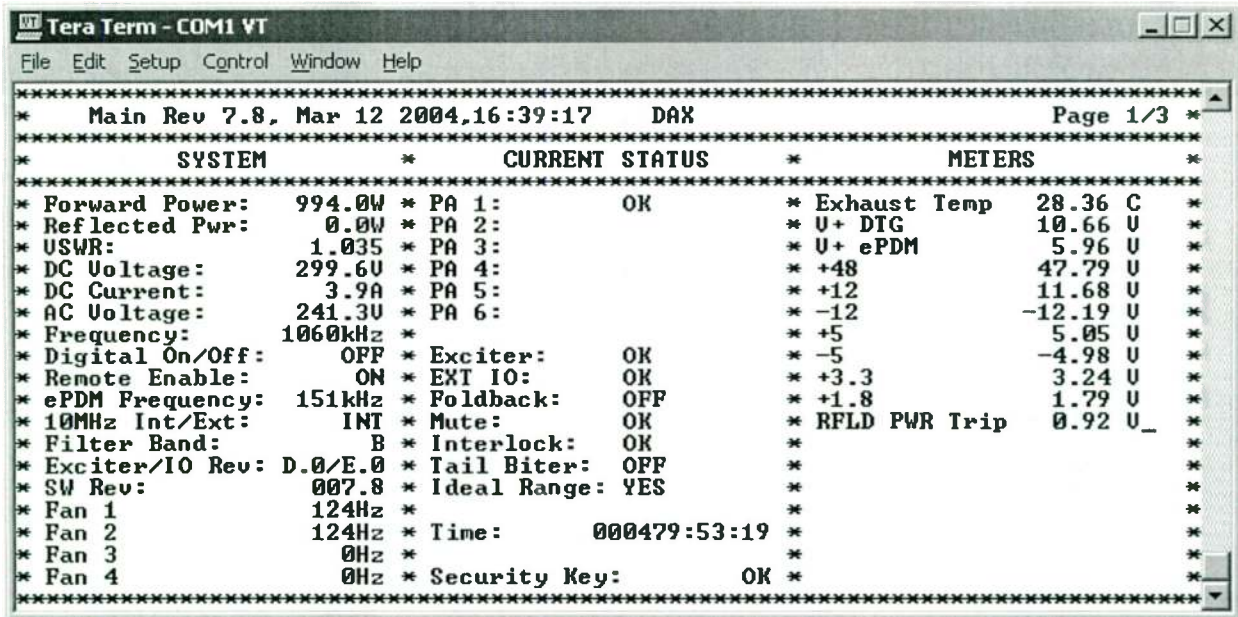 Tera Term - COM1 VT
File Edit Setup Control Window Help
***********************************************************************************
* Main Rev 7.8, Mar 12 2004,16:39:17 DAX Page 1/3 *
***********************************************************************************
* SYSTEM * CURRENT STATUS * METERS *
***********************************************************************************
* Forward Power: 994.0W * PA 1: OK * Exhaust Temp 28.36 C *
* Reflected Pwr: 0.0W * PA 2: * V+ DTG 10.66 V *
* VSWR: 1.035 * PA 3: * V+ ePDM 5.96 V *
* DC Voltage: 299.6V * PA 4: * +48 47.79 V *
* DC Current: 3.9A * PA 5: * +12 11.68 V *
* AC Voltage: 241.3V * PA 6: * -12 -12.19 V *
* Frequency: 1060kHz * * +5 5.05 V *
* Digital On/Off: OFF * Exciter: OK * -5 -4.98 V *
* Remote Enable: ON * EXT IO: OK * +3.3 3.24 V *
* ePDM Frequency: 151kHz * Foldback: OFF * +1.8 1.79 V *
* 10MHz Int/Ext: INT * Mute: OK * RFLD PWR Trip 0.92 V_ *
* Filter Band: B * Interlock: OK * *
* Exciter/IO Rev: D.0/E.0 * Tail Biter: OFF * *
* SW Rev: 007.8 * Ideal Range: YES * *
* Fan 1 124Hz * * *
* Fan 2 124Hz * Time: 000479:53:19 * *
* Fan 3 0Hz * * *
* Fan 4 0Hz * Security Key: OK * *
***********************************************************************************